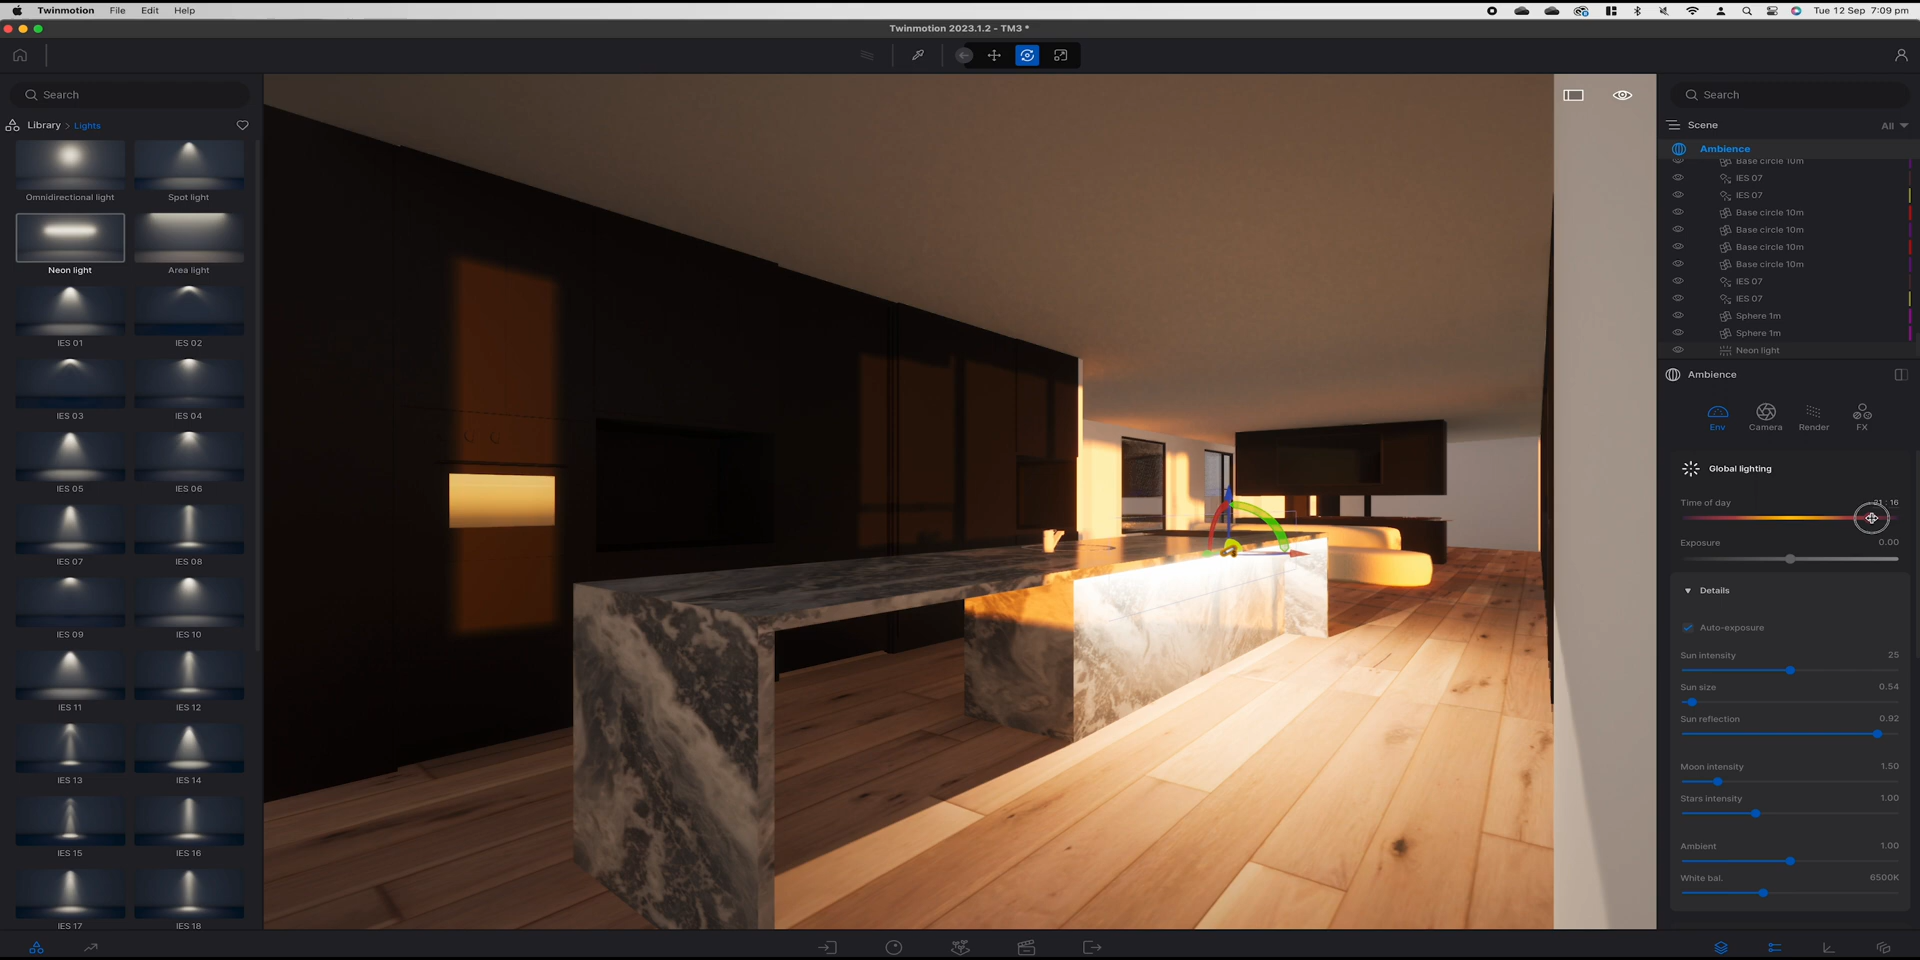 Twinmotion File Edit Help
Tue 12 Sep 7:09 pm
Twinmotion 2023.1.2 - TM3 *
Search
Library > Lights
Omnidirectional light
Spot light
Neon light
Area light
IES 01
IES 02
IES 03
IES 04
IES 05
IES 06
IES 07
IES 08
IES 09
IES 10
IES 11
IES 12
IES 13
IES 14
IES 15
IES 16
IES 17
IES 18
Search
Scene
All
Ambience
Base circle 10m
IES 07
IES 07
Base circle 10m
Base circle 10m
Base circle 10m
Base circle 10m
IES 07
IES 07
Sphere 1m
Sphere 1m
Neon light
Ambience
Env
Camera
Render
FX
Global lighting
Time of day
Exposure 0.00
Details
Auto-exposure
Sun intensity 25
Sun size 0.54
Sun reflection 0.92
Moon intensity 1.50
Stars intensity 1.00
Ambient 1.00
White bal. 6500K